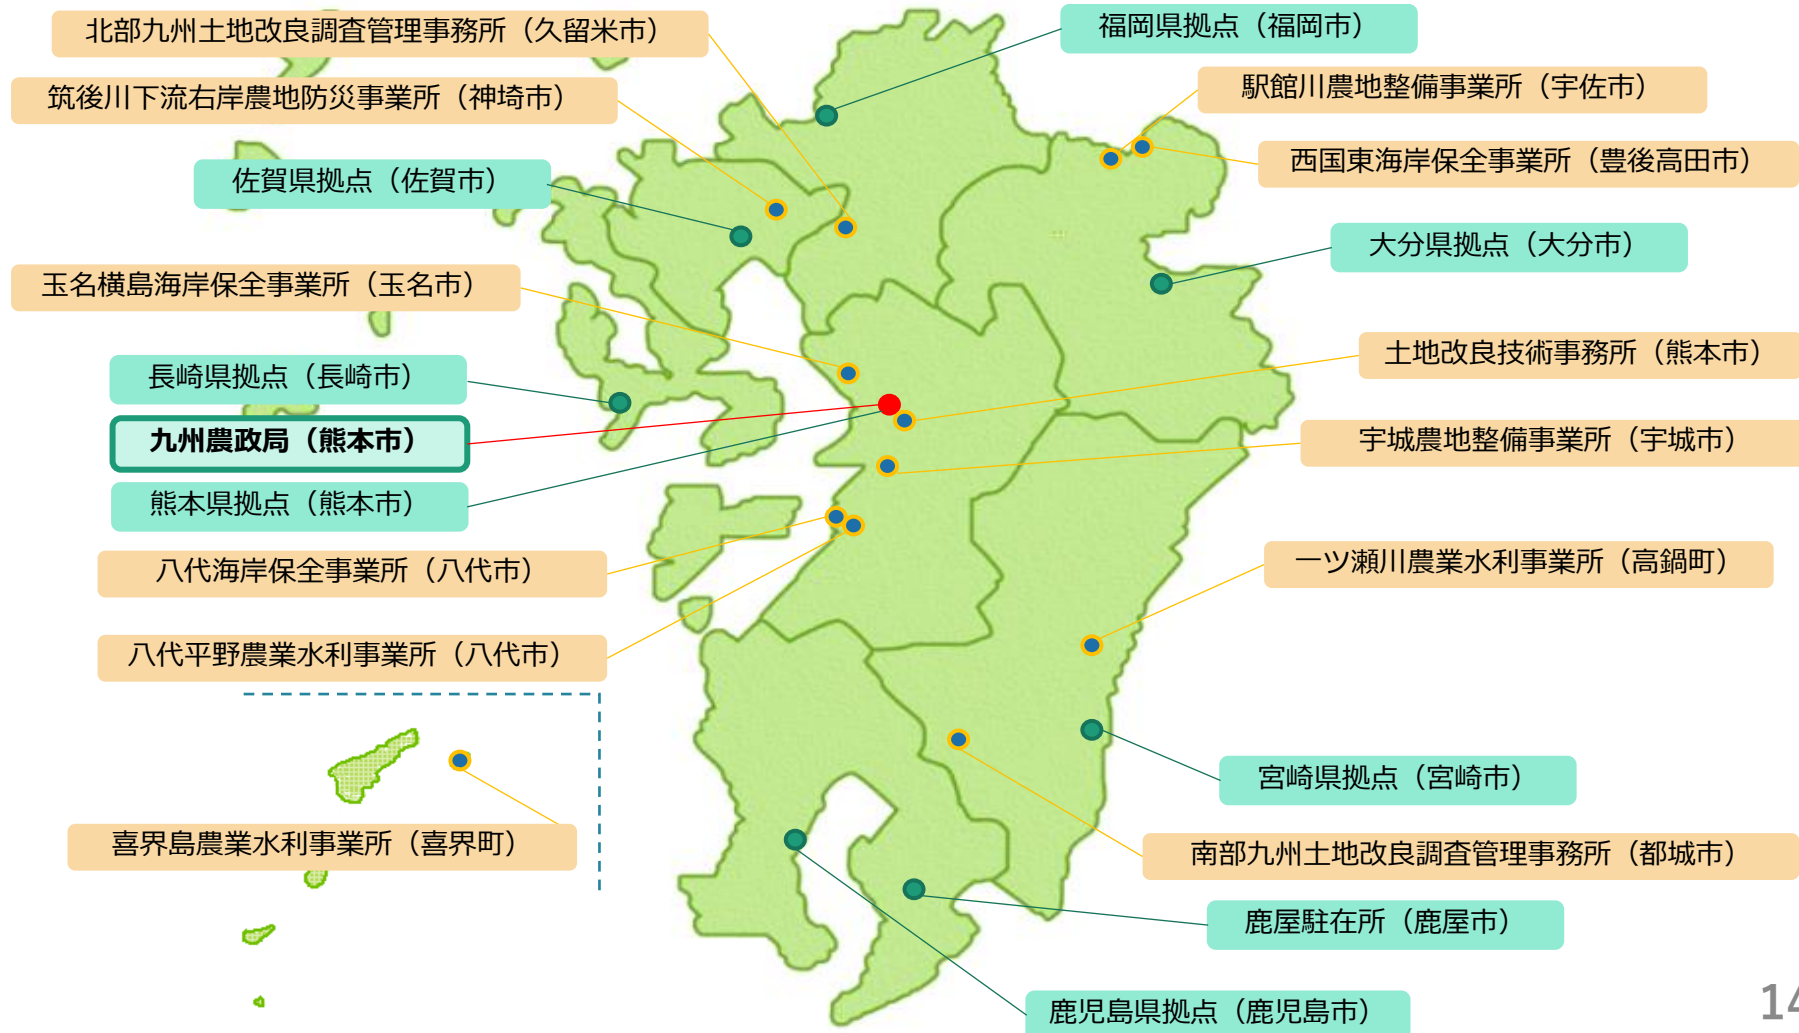 北部九州土地改良調査管理事務所（久留米市）
福岡県拠点（福岡市）
筑後川下流右岸農地防災事業所（神埼市）
駅館川農地整備事業所（宇佐市）
西国東海岸保全事業所（豊後高田市）
佐賀県拠点（佐賀市）
大分県拠点（大分市）
玉名横島海岸保全事業所（玉名市）
土地改良技術事務所（熊本市）
長崎県拠点（長崎市）
九州農政局（熊本市）
宇城農地整備事業所（宇城市）
熊本県拠点（熊本市）
八代海岸保全事業所（八代市）
一ツ瀬川農業水利事業所（高鍋町）
八代平野農業水利事業所（八代市）
宮崎県拠点（宮崎市）
喜界島農業水利事業所（喜界町）
南部九州土地改良調査管理事務所（都城市）
鹿屋駐在所（鹿屋市）
鹿児島県拠点（鹿児島市）
14